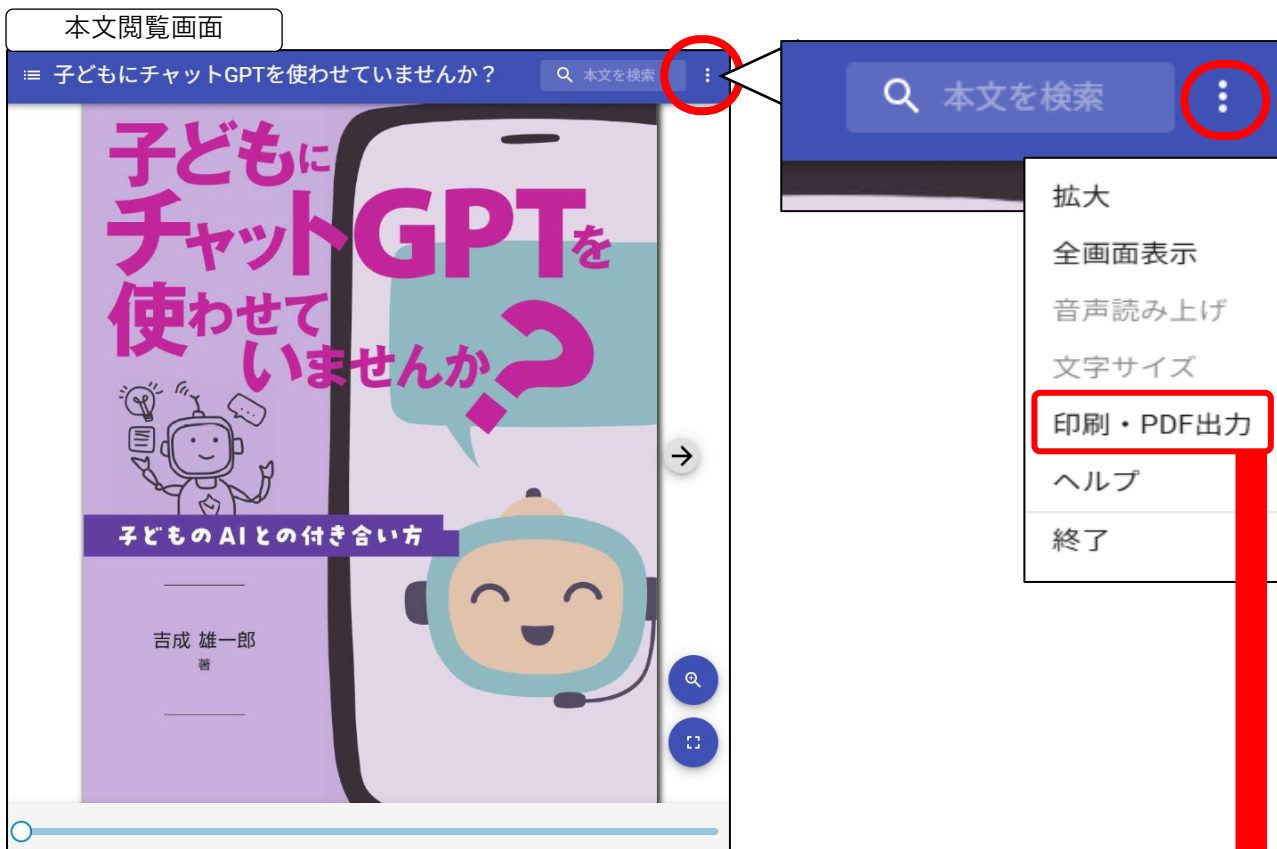 本文閲覧画面
子どもにチャットGPTを使わせていませんか？
本文を検索
子どもに
チャットGPTを
使わせて
いませんか?
子どものAIとの付き合い方
吉成 雄一郎
著
本文を検索
拡大
全画面表示
音声読み上げ
文字サイズ
印刷・PDF出力
ヘルプ
終了